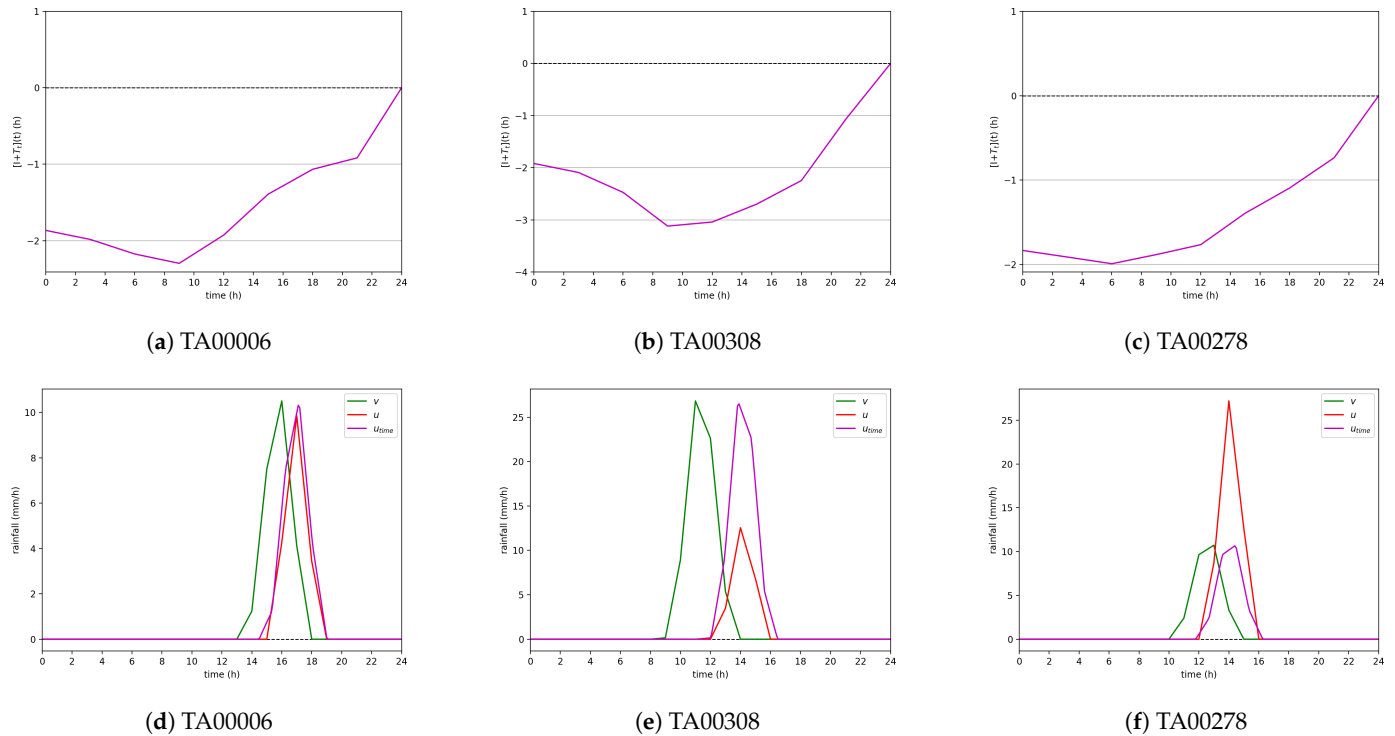 1
0
−1
−2
[I+T_t](t) (h)
0 2 4 6 8 10 12 14 16 18 20 22 24
time (h)
(a) TA00006
1
0
−1
−2
−3
−4
[I+T_t](t) (h)
0 2 4 6 8 10 12 14 16 18 20 22 24
time (h)
(b) TA00308
1
0
−1
−2
[I+T_t](t) (h)
0 2 4 6 8 10 12 14 16 18 20 22 24
time (h)
(c) TA00278
10
8
6
4
2
0
rainfall (mm/h)
v
u
u_time
0 2 4 6 8 10 12 14 16 18 20 22 24
time (h)
(d) TA00006
25
20
15
10
5
0
rainfall (mm/h)
v
u
u_time
0 2 4 6 8 10 12 14 16 18 20 22 24
time (h)
(e) TA00308
25
20
15
10
5
0
rainfall (mm/h)
v
u
u_time
0 2 4 6 8 10 12 14 16 18 20 22 24
time (h)
(f) TA00278